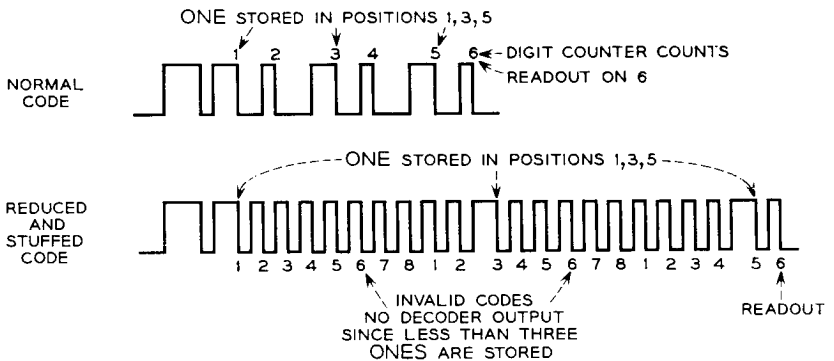 ONE STORED IN POSITIONS 1,3,5
1 2 3 4 5 6
DIGIT COUNTER COUNTS
READOUT ON 6
NORMAL
CODE
ONE STORED IN POSITIONS 1,3,5
REDUCED
AND
STUFFED
CODE
1 2 3 4 5 6 7 8 1 2 3 4 5 6 7 8 1 2 3 4 5 6
INVALID CODES
NO DECODER OUTPUT
SINCE LESS THAN THREE
ONES ARE STORED
READOUT